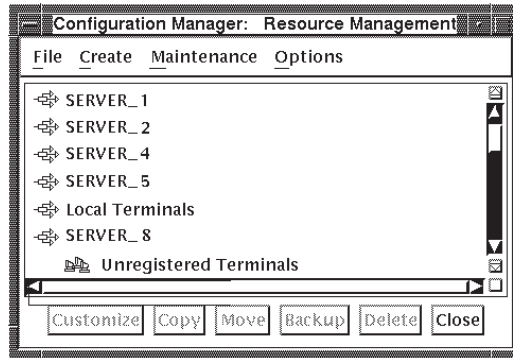 Configuration Manager: Resource Management
File Create Maintenance Options
SERVER_1
SERVER_2
SERVER_4
SERVER_5
Local Terminals
SERVER_8
Unregistered Terminals
Customize Copy Move Backup Delete Close